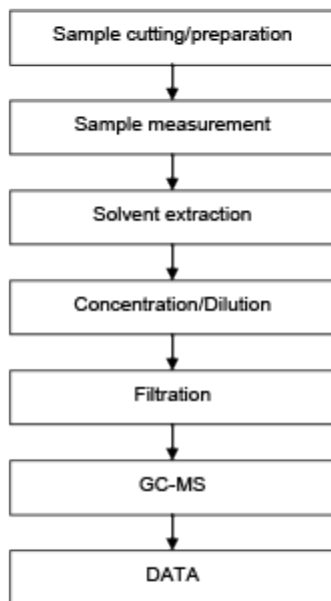 Sample cutting/preparation
Sample measurement
Solvent extraction
Concentration/Dilution
Filtration
GC-MS
DATA